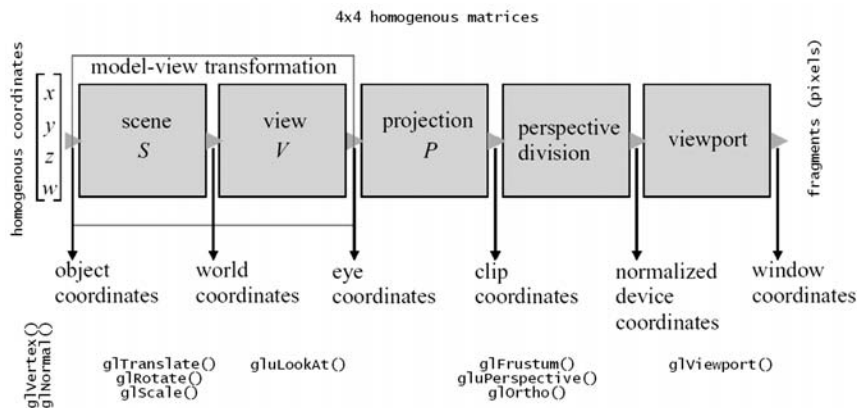 4x4 homogenous matrices
homogenous coordinates
x
y
z
w
model-view transformation
scene
S
view
V
projection
P
perspective
division
viewport
fragments (pixels)
object
coordinates
world
coordinates
eye
coordinates
clip
coordinates
normalized
device
coordinates
window
coordinates
glVertex()
glNormal()
glTranslate()
glRotate()
glScale()
gluLookAt()
glFrustum()
gluPerspective()
glOrtho()
glViewport()